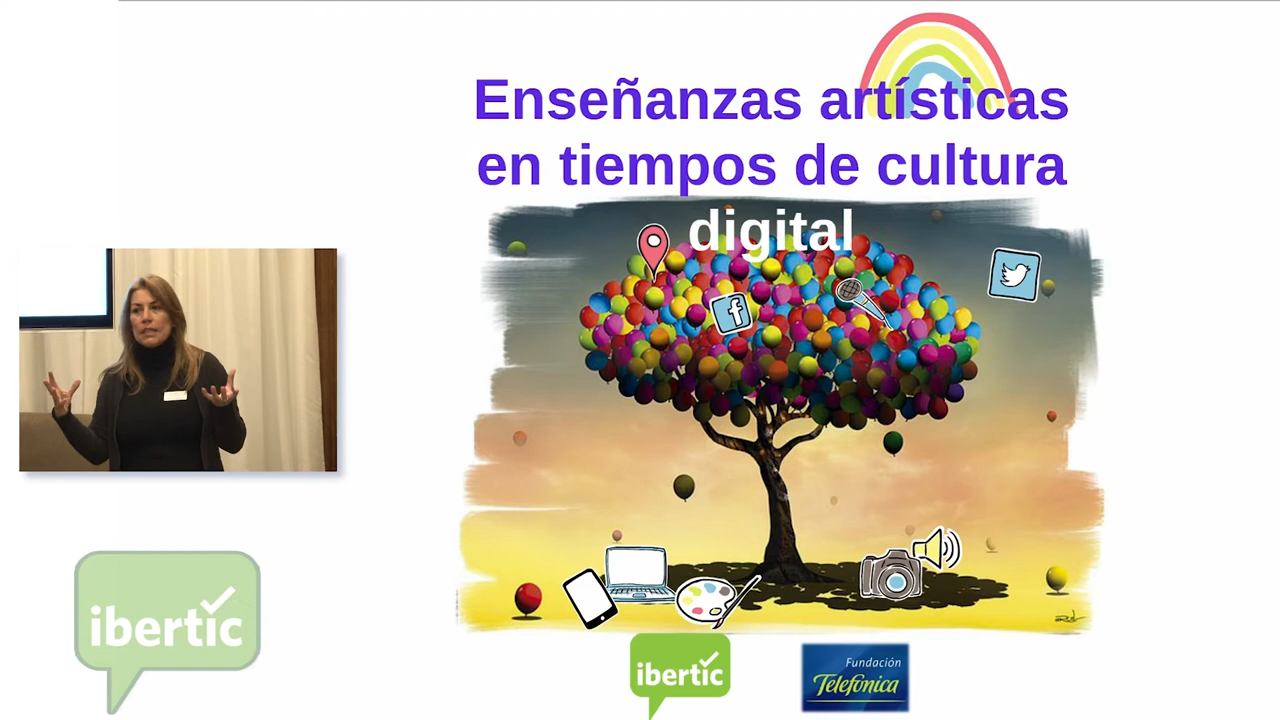 Enseñanzas artísticas
en tiempos de cultura
digital
ibertic
ibertic
Fundación
Telefónica